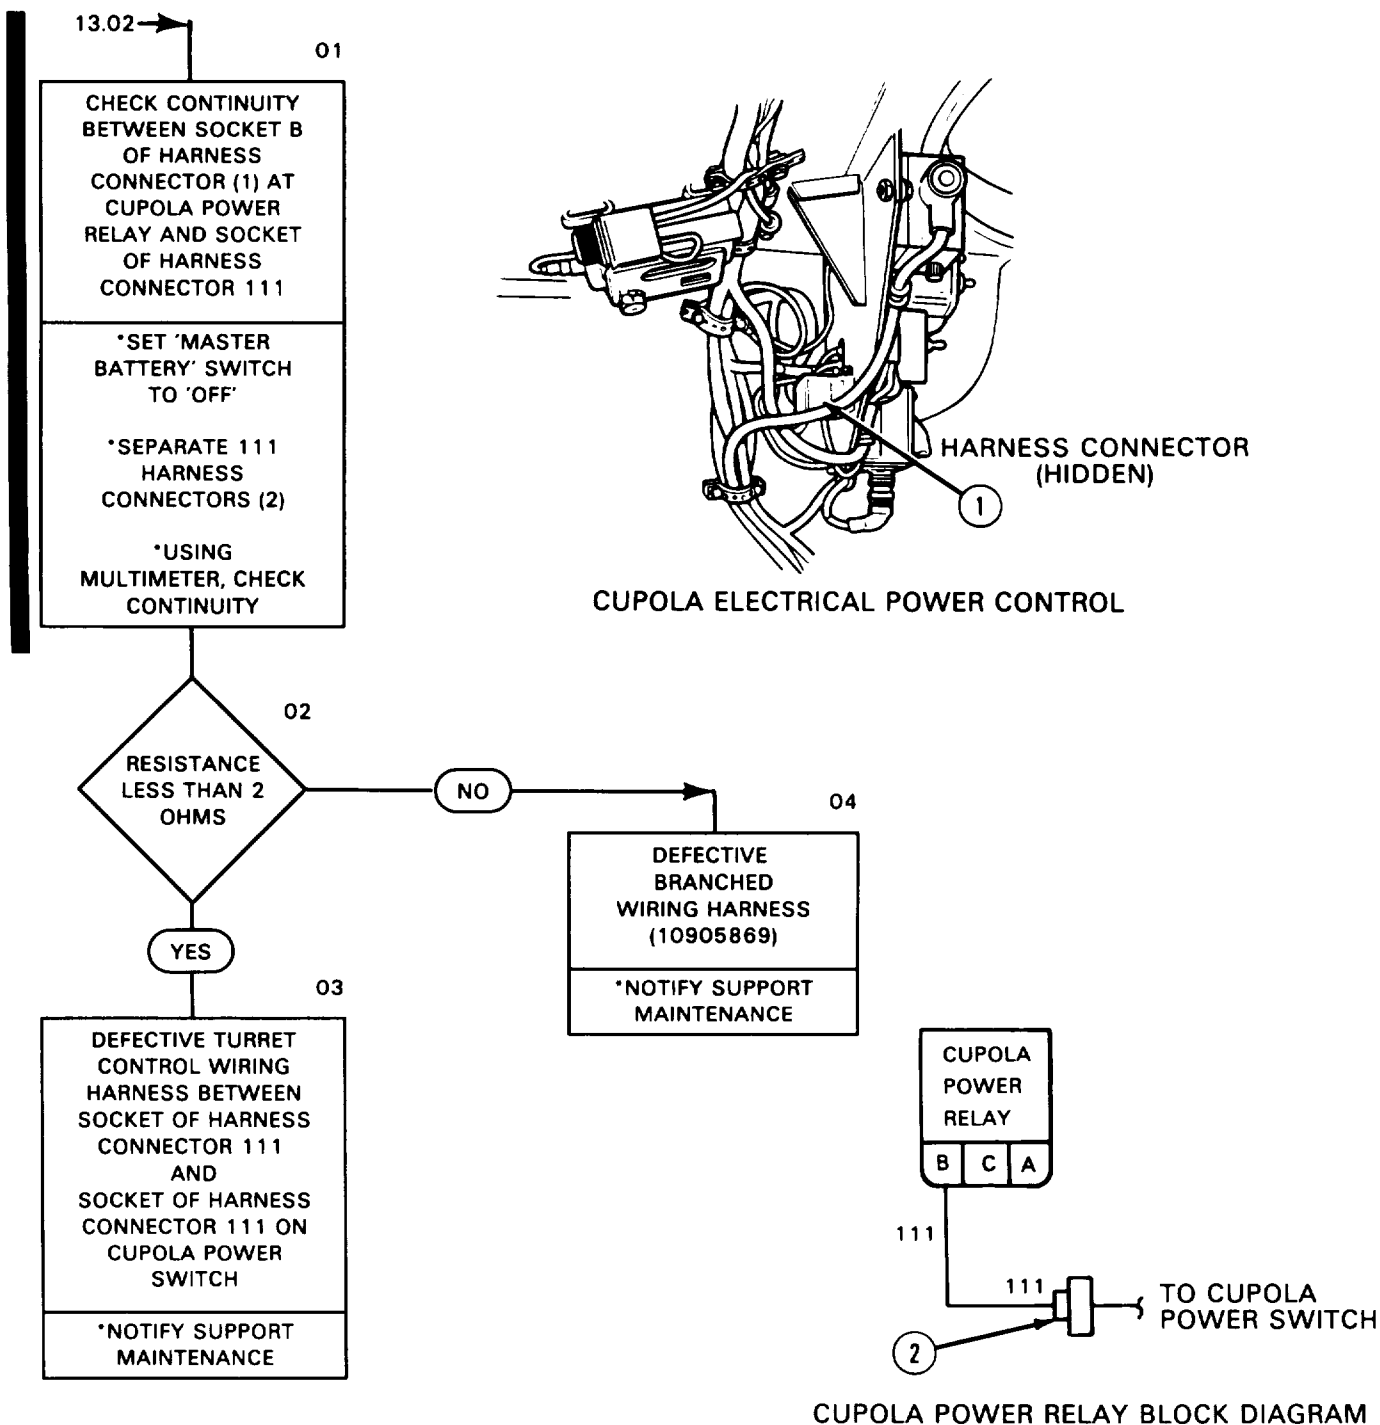 13.02
01
CHECK CONTINUITY
BETWEEN SOCKET B
OF HARNESS
CONNECTOR (1) AT
CUPOLA POWER
RELAY AND SOCKET
OF HARNESS
CONNECTOR 111
*SET 'MASTER
BATTERY' SWITCH
TO 'OFF'
*SEPARATE 111
HARNESS
CONNECTORS (2)
*USING
MULTIMETER, CHECK
CONTINUITY
HARNESS CONNECTOR
(HIDDEN)
1
CUPOLA ELECTRICAL POWER CONTROL
02
RESISTANCE
LESS THAN 2
OHMS
NO
04
DEFECTIVE
BRANCHED
WIRING HARNESS
(10905869)
*NOTIFY SUPPORT
MAINTENANCE
YES
03
DEFECTIVE TURRET
CONTROL WIRING
HARNESS BETWEEN
SOCKET OF HARNESS
CONNECTOR 111
AND
SOCKET OF HARNESS
CONNECTOR 111 ON
CUPOLA POWER
SWITCH
*NOTIFY SUPPORT
MAINTENANCE
CUPOLA
POWER
RELAY
B C A
111
111
TO CUPOLA
POWER SWITCH
2
CUPOLA POWER RELAY BLOCK DIAGRAM